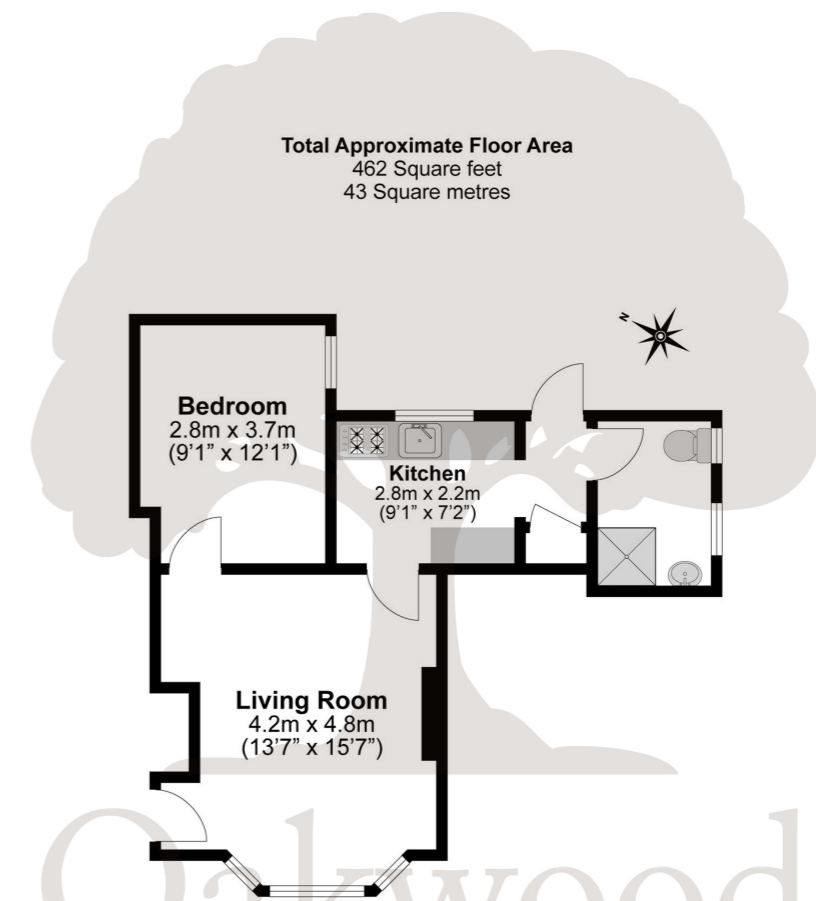 Total Approximate Floor Area
462 Square feet
43 Square metres
N
Bedroom
2.8m x 3.7m
(9’1” x 12’1”)
Kitchen
2.8m x 2.2m
(9’1” x 7’2”)
Living Room
4.2m x 4.8m
(13’7” x 15’7”)
Oakwood